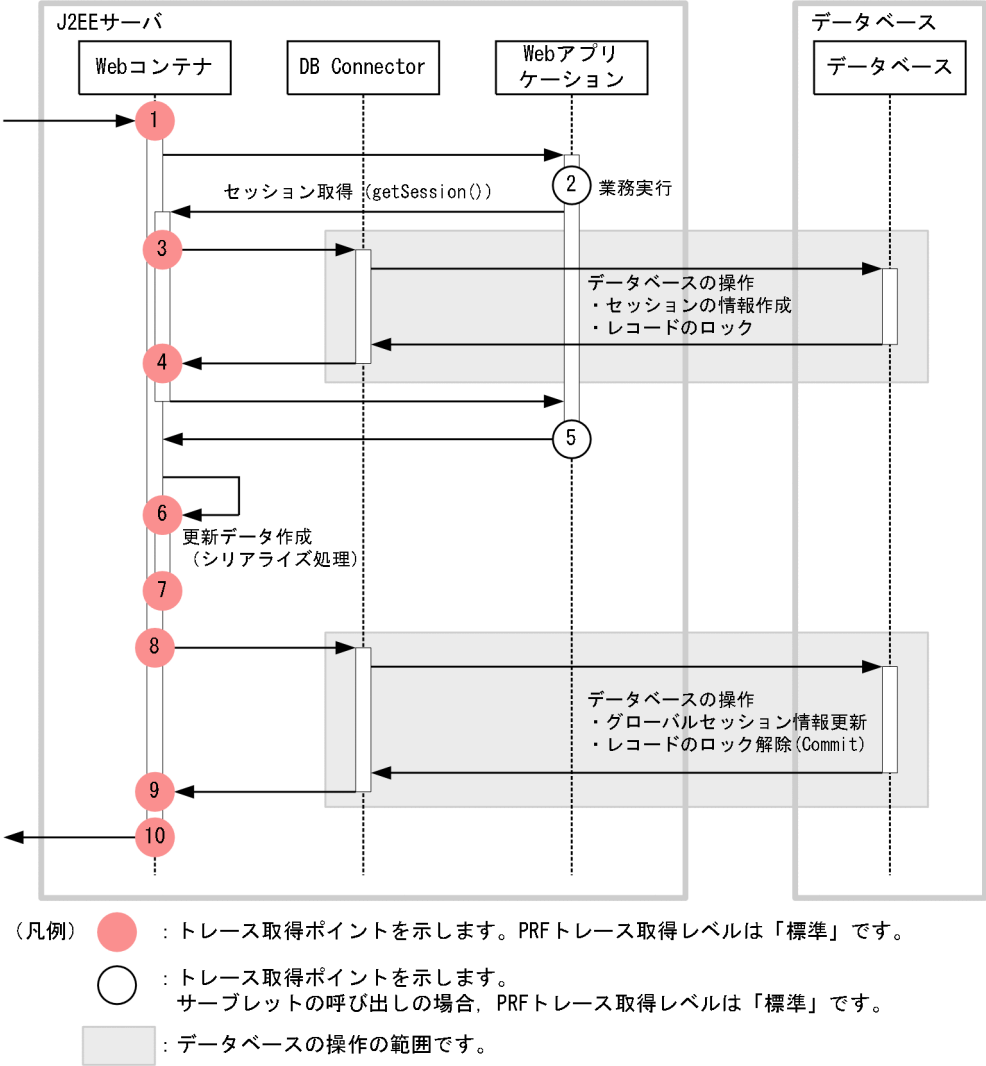 J2EEサーバ
データベース
Webコンテナ
DB Connector
Webアプリ
ケーション
データベース
1
2
業務実行
セッション取得 (getSession())
3
データベースの操作
・セッションの情報作成
・レコードのロック
4
5
6
更新データ作成
（シリアライズ処理）
7
8
データベースの操作
・グローバルセッション情報更新
・レコードのロック解除(Commit)
9
10
（凡例）
：トレース取得ポイントを示します。PRFトレース取得レベルは「標準」です。
：トレース取得ポイントを示します。
サーブレットの呼び出しの場合，PRFトレース取得レベルは「標準」です。
：データベースの操作の範囲です。